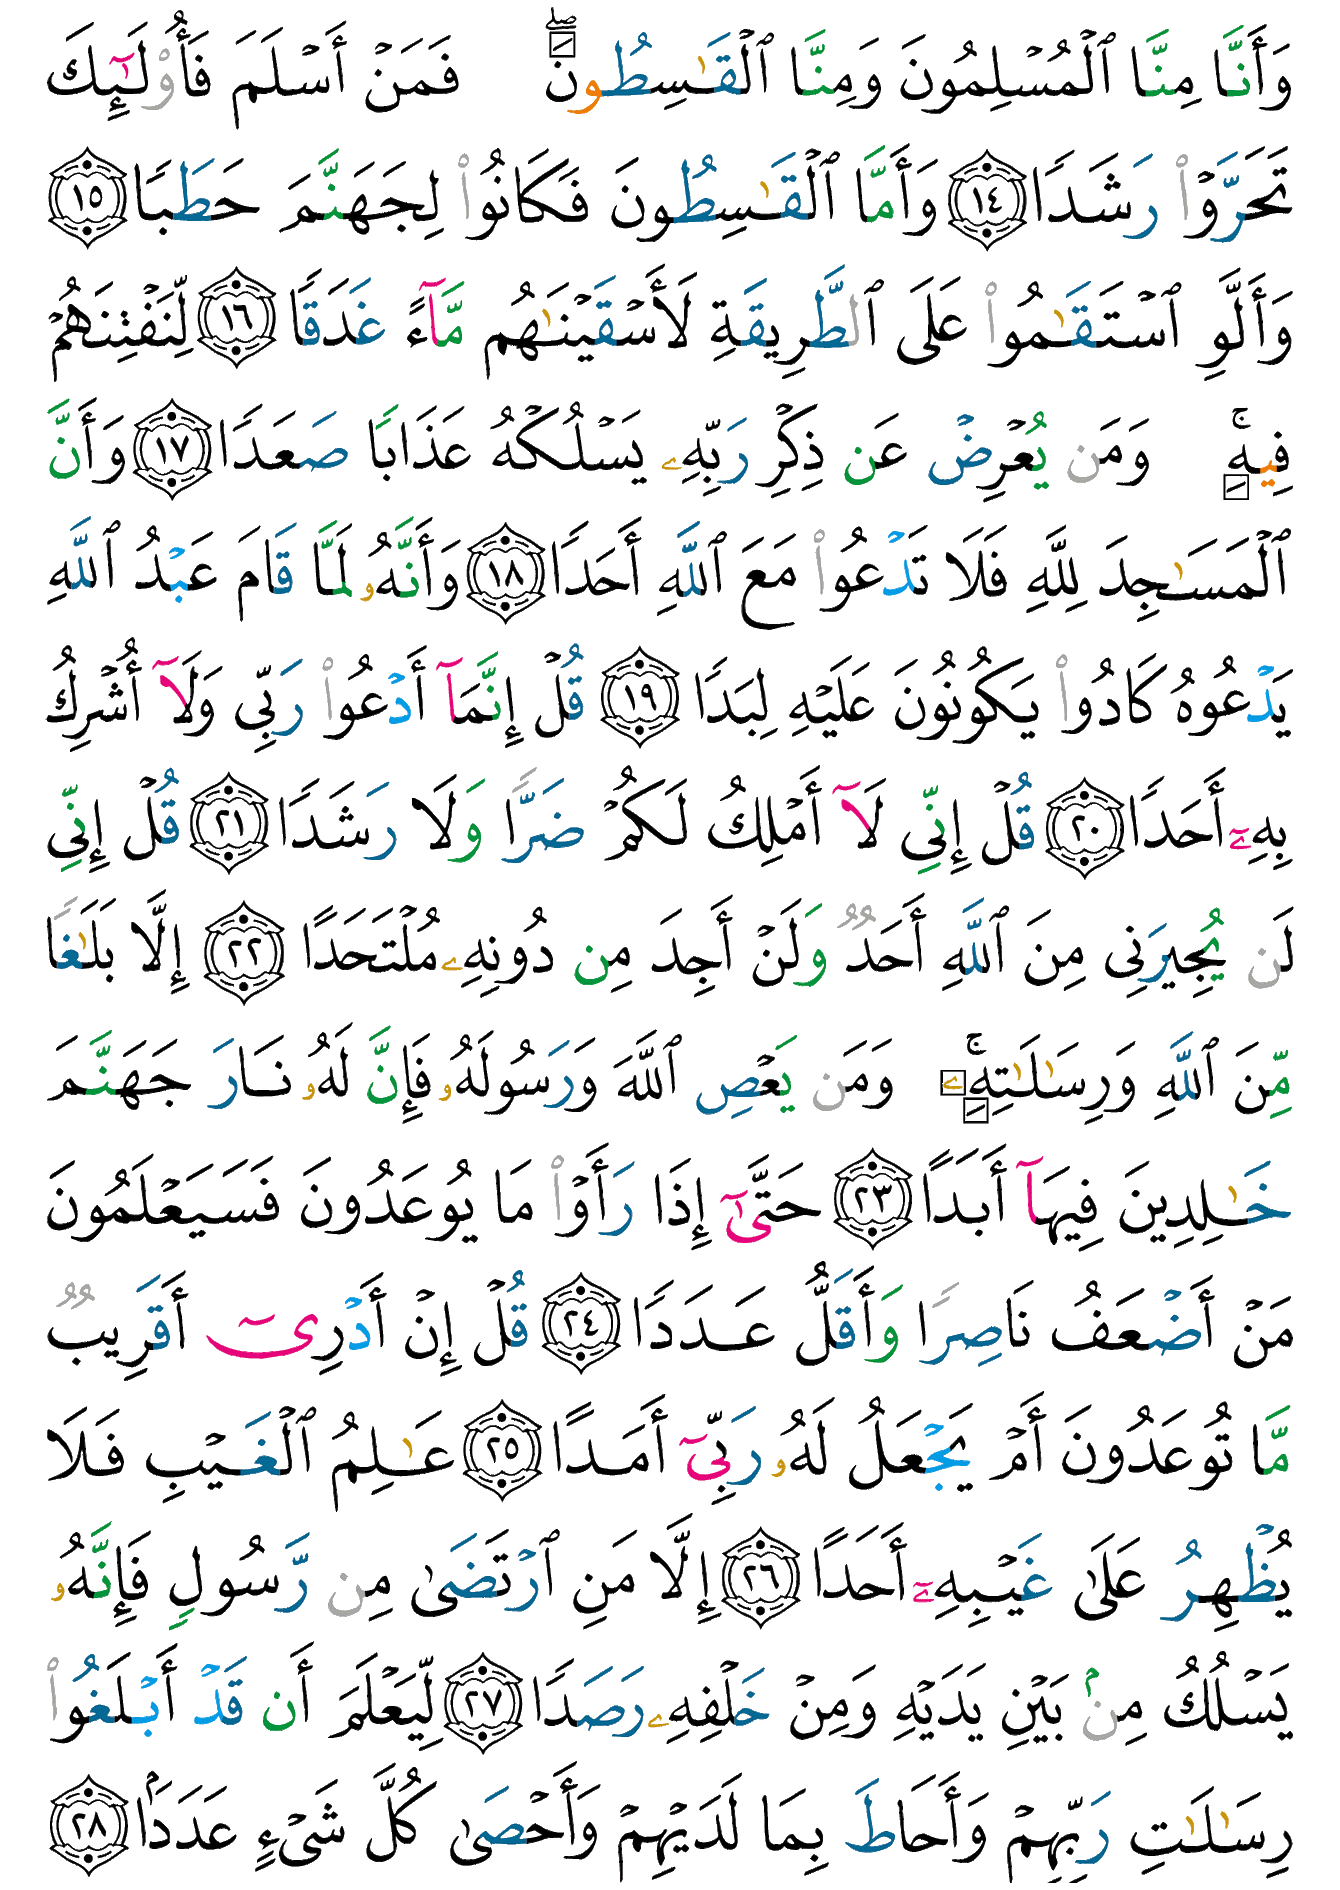 وَأَنَّا مِنَّا ٱلْمُسْلِمُونَ وَمِنَّا ٱلْقَـٰسِطُونَ ۖ فَمَنْ أَسْلَمَ فَأُو۟لَـٰٓئِكَ
تَحَرَّوْا۟ رَشَدًا ١٤ وَأَمَّا ٱلْقَـٰسِطُونَ فَكَانُوا۟ لِجَهَنَّمَ حَطَبًا ١٥
وَأَلَّوِ ٱسْتَقَـٰمُوا۟ عَلَى ٱلطَّرِيقَةِ لَأَسْقَيْنَـٰهُم مَّآءً غَدَقًا ١٦ لِّنَفْتِنَهُمْ
فِيهِ ۚ وَمَن يُعْرِضْ عَن ذِكْرِ رَبِّهِۦ يَسْلُكْهُ عَذَابًا صَعَدًا ١٧ وَأَنَّ
ٱلْمَسَـٰجِدَ لِلَّهِ فَلَا تَدْعُوا۟ مَعَ ٱللَّهِ أَحَدًا ١٨ وَأَنَّهُۥ لَمَّا قَامَ عَبْدُ ٱللَّهِ
يَدْعُوهُ كَادُوا۟ يَكُونُونَ عَلَيْهِ لِبَدًا ١٩ قُلْ إِنَّمَآ أَدْعُوا۟ رَبِّى وَلَآ أُشْرِكُ
بِهِۦٓ أَحَدًا ٢٠ قُلْ إِنِّى لَآ أَمْلِكُ لَكُمْ ضَرًّا وَلَا رَشَدًا ٢١ قُلْ إِنِّى
لَن يُجِيرَنِى مِنَ ٱللَّهِ أَحَدٌ وَلَنْ أَجِدَ مِن دُونِهِۦ مُلْتَحَدًا ٢٢ إِلَّا بَلَـٰغًا
مِّنَ ٱللَّهِ وَرِسَـٰلَـٰتِهِۦ ۚ وَمَن يَعْصِ ٱللَّهَ وَرَسُولَهُۥ فَإِنَّ لَهُۥ نَارَ جَهَنَّمَ
خَـٰلِدِينَ فِيهَآ أَبَدًا ٢٣ حَتَّىٰٓ إِذَا رَأَوْا۟ مَا يُوعَدُونَ فَسَيَعْلَمُونَ
مَنْ أَضْعَفُ نَاصِرًا وَأَقَلُّ عَدَدًا ٢٤ قُلْ إِنْ أَدْرِىٓ أَقَرِيبٌ
مَّا تُوعَدُونَ أَمْ يَجْعَلُ لَهُۥ رَبِّىٓ أَمَدًا ٢٥ عَـٰلِمُ ٱلْغَيْبِ فَلَا
يُظْهِرُ عَلَىٰ غَيْبِهِۦٓ أَحَدًا ٢٦ إِلَّا مَنِ ٱرْتَضَىٰ مِن رَّسُولٍ فَإِنَّهُۥ
يَسْلُكُ مِنۢ بَيْنِ يَدَيْهِ وَمِنْ خَلْفِهِۦ رَصَدًا ٢٧ لِّيَعْلَمَ أَن قَدْ أَبْلَغُوا۟
رِسَـٰلَـٰتِ رَبِّهِمْ وَأَحَاطَ بِمَا لَدَيْهِمْ وَأَحْصَىٰ كُلَّ شَىْءٍ عَدَدًۢا ٢٨